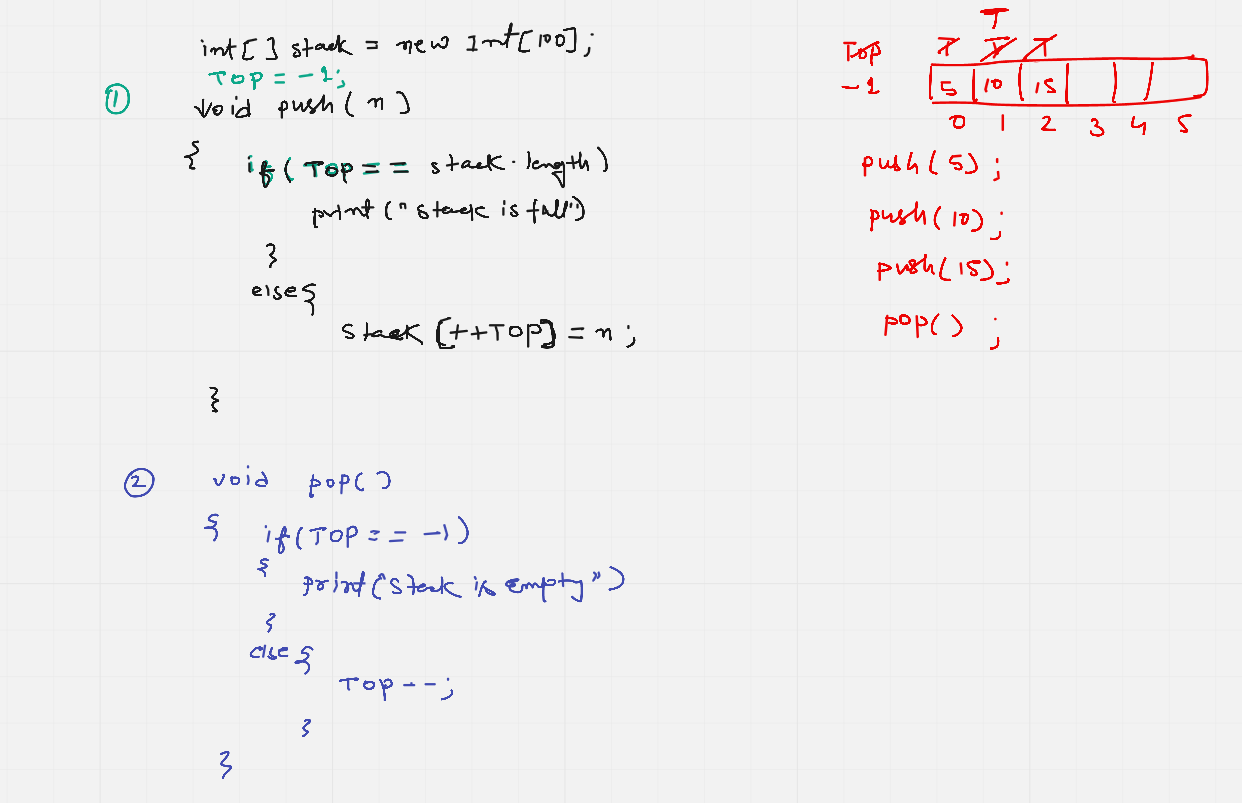 int[] stack = new Int[100];
TOP = -1;
① void push(n)
{
if( TOP == stack.length)
print("stack is full")
}
else{
stack[++TOP] = n;
}
② void pop()
{
if(TOP == -1)
{
print("stack is empty")
}
else{
TOP--;
}
}
T
TOP T T T
-1 5 10 15
0 1 2 3 4 5
push(5);
push(10);
push(15);
pop();